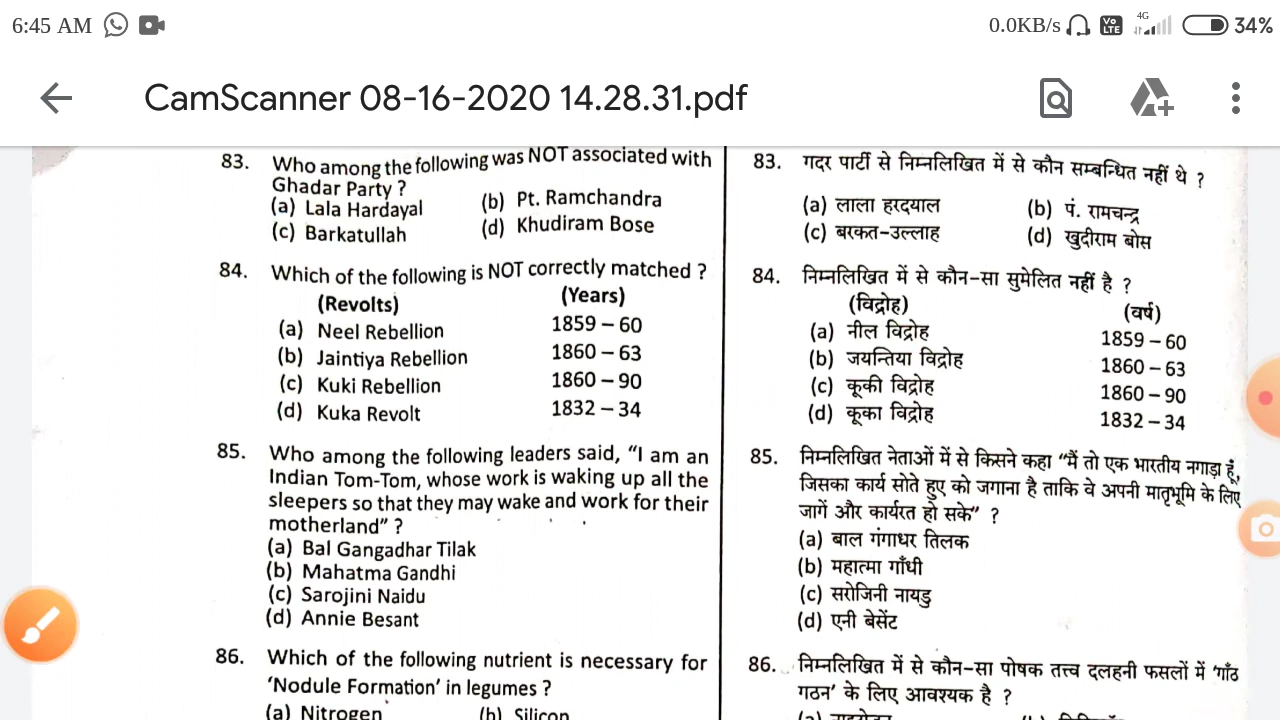 6:45 AM
0.0KB/s
Vo LTE
4G
34%
CamScanner 08-16-2020 14.28.31.pdf
83. Who among the following was NOT associated with
Ghadar Party ?
(a) Lala Hardayal (b) Pt. Ramchandra
(c) Barkatullah (d) Khudiram Bose
84. Which of the following is NOT correctly matched ?
(Revolts) (Years)
(a) Neel Rebellion 1859 – 60
(b) Jaintiya Rebellion 1860 – 63
(c) Kuki Rebellion 1860 – 90
(d) Kuka Revolt 1832 – 34
85. Who among the following leaders said, “I am an
Indian Tom-Tom, whose work is waking up all the
sleepers so that they may wake and work for their
motherland” ?
(a) Bal Gangadhar Tilak
(b) Mahatma Gandhi
(c) Sarojini Naidu
(d) Annie Besant
86. Which of the following nutrient is necessary for
‘Nodule Formation’ in legumes ?
(a) Nitrogen (b) Silicon
83. गदर पार्टी से निम्नलिखित में से कौन सम्बन्धित नहीं थे ?
(a) लाला हरदयाल (b) पं. रामचन्द्र
(c) बरकत-उल्लाह (d) खुदीराम बोस
84. निम्नलिखित में से कौन-सा सुमेलित नहीं है ?
(विद्रोह) (वर्ष)
(a) नील विद्रोह 1859 – 60
(b) जयन्तिया विद्रोह 1860 – 63
(c) कूकी विद्रोह 1860 – 90
(d) कूका विद्रोह 1832 – 34
85. निम्नलिखित नेताओं में से किसने कहा “मैं तो एक भारतीय नगाड़ा हूं,
जिसका कार्य सोते हुए को जगाना है ताकि वे अपनी मातृभूमि के लिए
जागें और कार्यरत हो सके” ?
(a) बाल गंगाधर तिलक
(b) महात्मा गाँधी
(c) सरोजिनी नायडु
(d) एनी बेसेंट
86. निम्नलिखित में से कौन-सा पोषक तत्त्व दलहनी फसलों में ‘गाँठ
गठन’ के लिए आवश्यक है ?